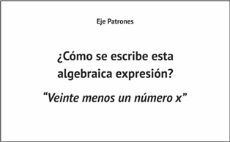 Eje Patrones
¿Cómo se escribe esta
algebraica expresión?
"Veinte menos un número x"